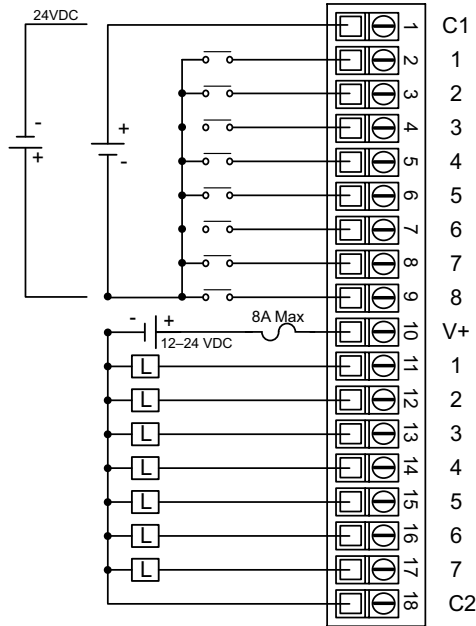 24VDC
1 C1
2 1
3 2
4 3
5 4
6 5
7 6
8 7
9 8
- +
+ -
- + 12–24 VDC 8A Max 10 V+
L 11 1
L 12 2
L 13 3
L 14 4
L 15 5
L 16 6
L 17 7
18 C2